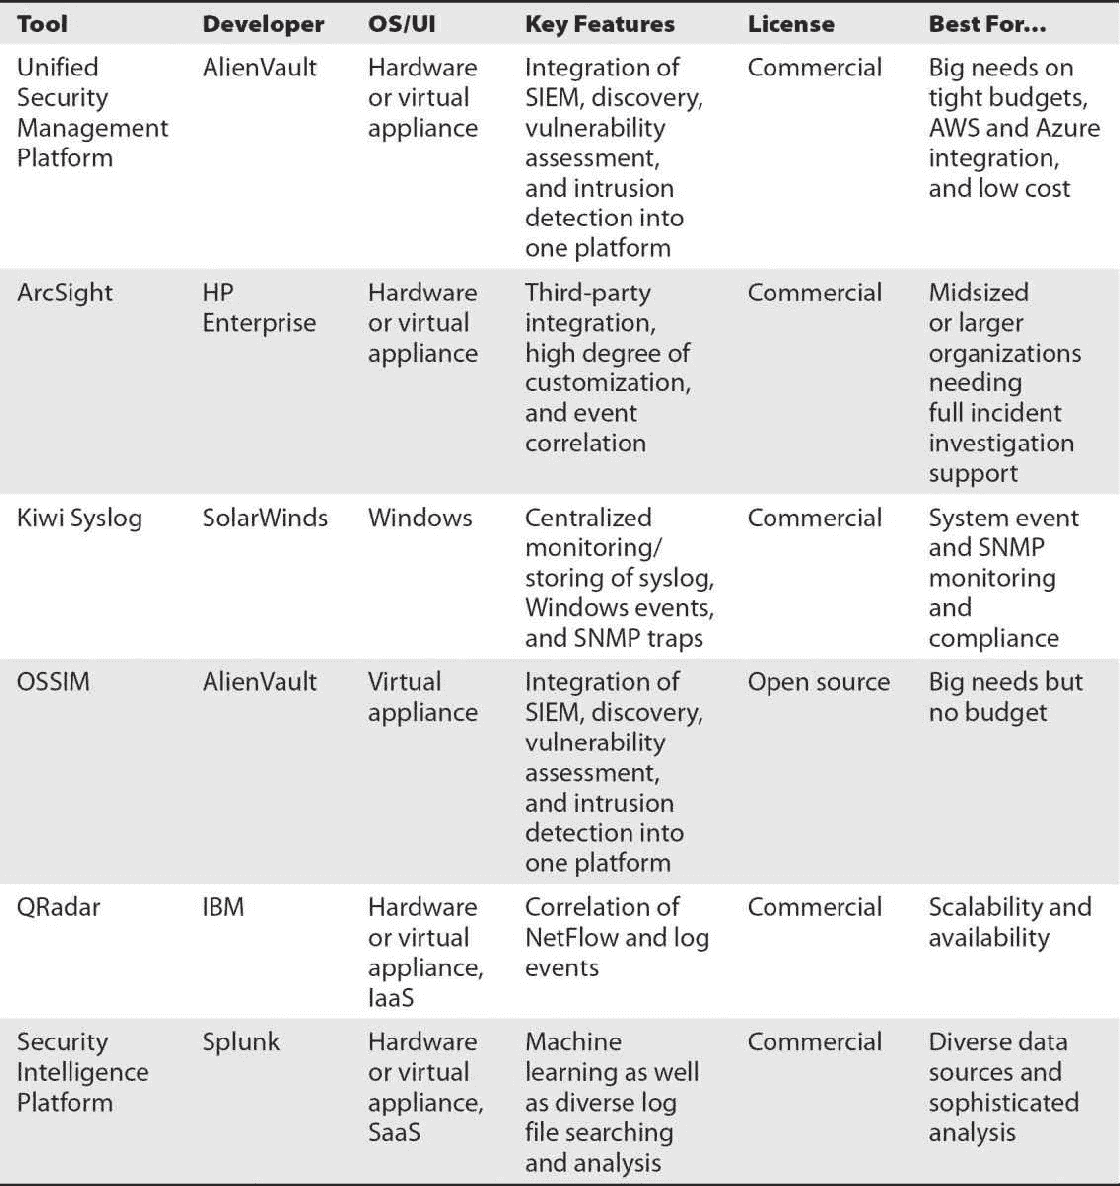 Tool Developer OS/UI Key Features License Best For...
Unified AlienVault Hardware Integration of Commercial Big needs on
Security or virtual SIEM, discovery, tight budgets,
Management appliance vulnerability AWS and Azure
Platform assessment, integration,
and intrusion and low cost
detection into
one platform
ArcSight HP Hardware Third-party Commercial Midsized
Enterprise or virtual integration, or larger
appliance high degree of organizations
customization, needing
and event full incident
correlation investigation
support
Kiwi Syslog SolarWinds Windows Centralized Commercial System event
monitoring/ and SNMP
storing of syslog, monitoring
Windows events, and
and SNMP traps compliance
OSSIM AlienVault Virtual Integration of Open source Big needs but
appliance SIEM, discovery, no budget
vulnerability
assessment,
and intrusion
detection into
one platform
QRadar IBM Hardware Correlation of Commercial Scalability and
or virtual NetFlow and log availability
appliance, events
IaaS
Security Splunk Hardware Machine Commercial Diverse data
Intelligence or virtual learning as well sources and
Platform appliance, as diverse log sophisticated
SaaS file searching analysis
and analysis